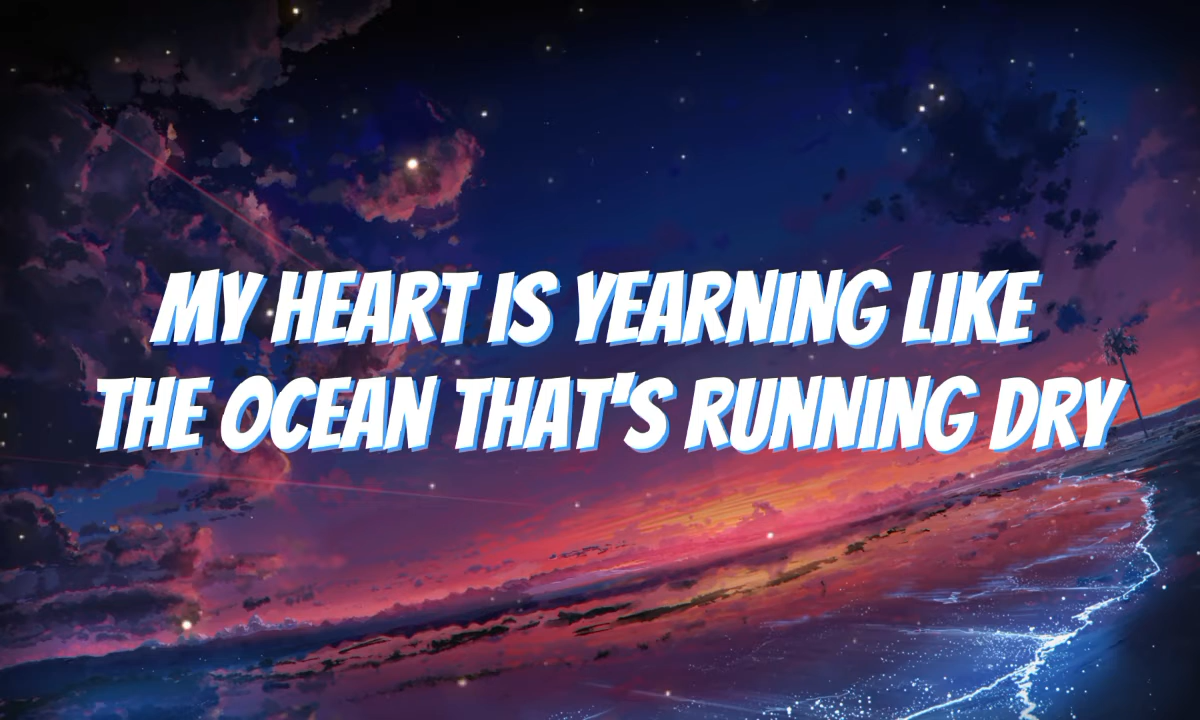 MY HEART IS YEARNING LIKE
THE OCEAN THAT'S RUNNING DRY